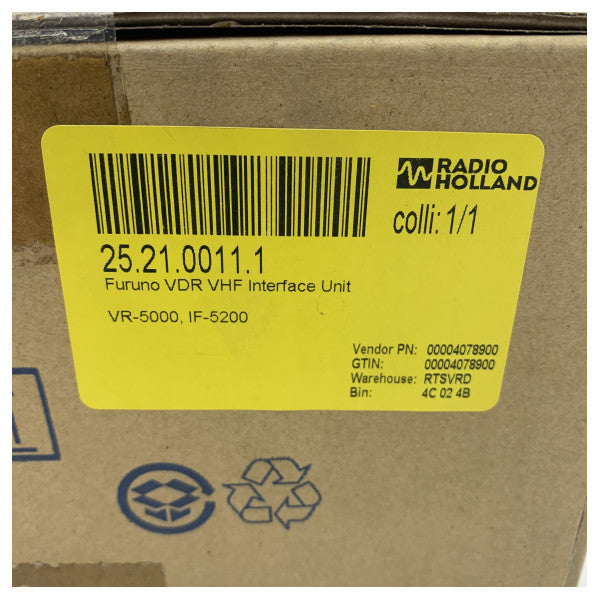 RADIO
HOLLAND
colli: 1/1
25.21.0011.1
Furuno VDR VHF Interface Unit
VR-5000, IF-5200
Vendor PN: 00004078900
GTIN: 00004078900
Warehouse: RTSVRD
Bin: 4C 02 4B